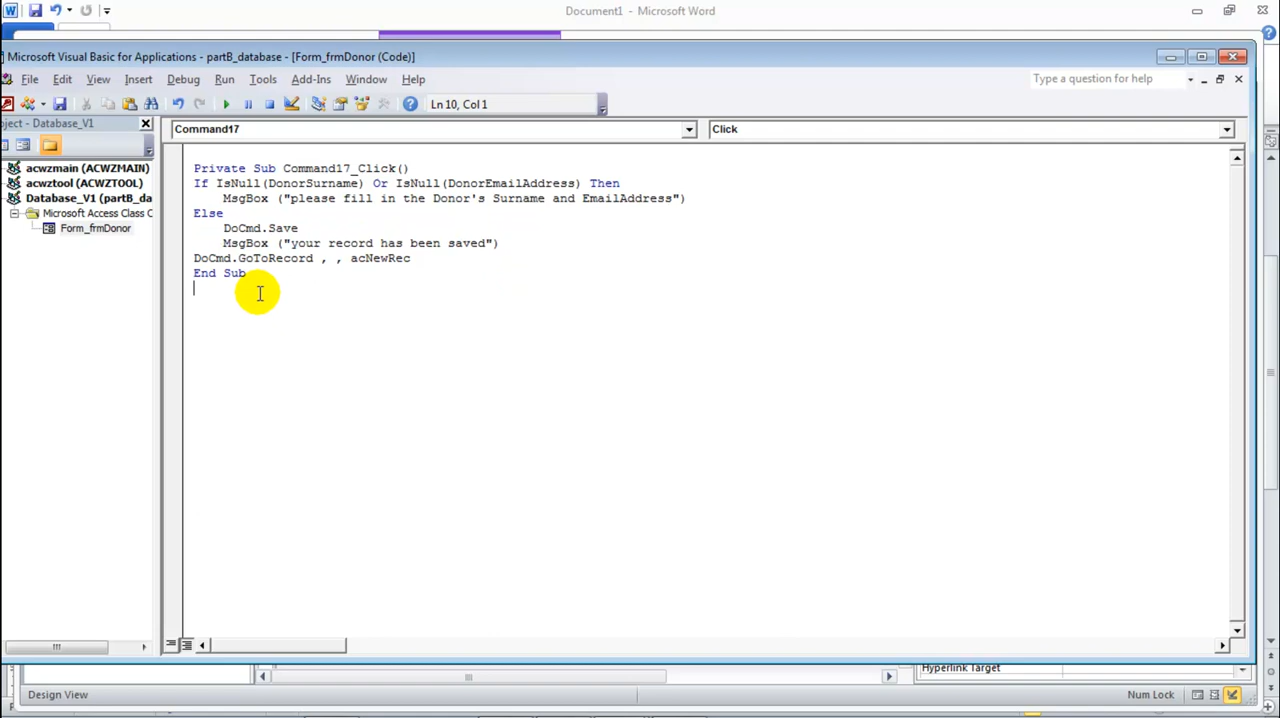 Document1 - Microsoft Word
Microsoft Visual Basic for Applications - partB_database - [Form_frmDonor (Code)]
File Edit View Insert Debug Run Tools Add-Ins Window Help
Type a question for help
Ln 10, Col 1
oject - Database_V1
Command17
Click
acwzmain (ACWZMAIN)
acwztool (ACWZTOOL)
Database_V1 (partB_da
Microsoft Access Class C
Form_frmDonor
Private Sub Command17_Click()
If IsNull(DonorSurname) Or IsNull(DonorEmailAddress) Then
MsgBox ("please fill in the Donor's Surname and EmailAddress")
Else
DoCmd.Save
MsgBox ("your record has been saved")
DoCmd.GoToRecord , , acNewRec
End Sub
Hyperlink Target
Design View
Num Lock